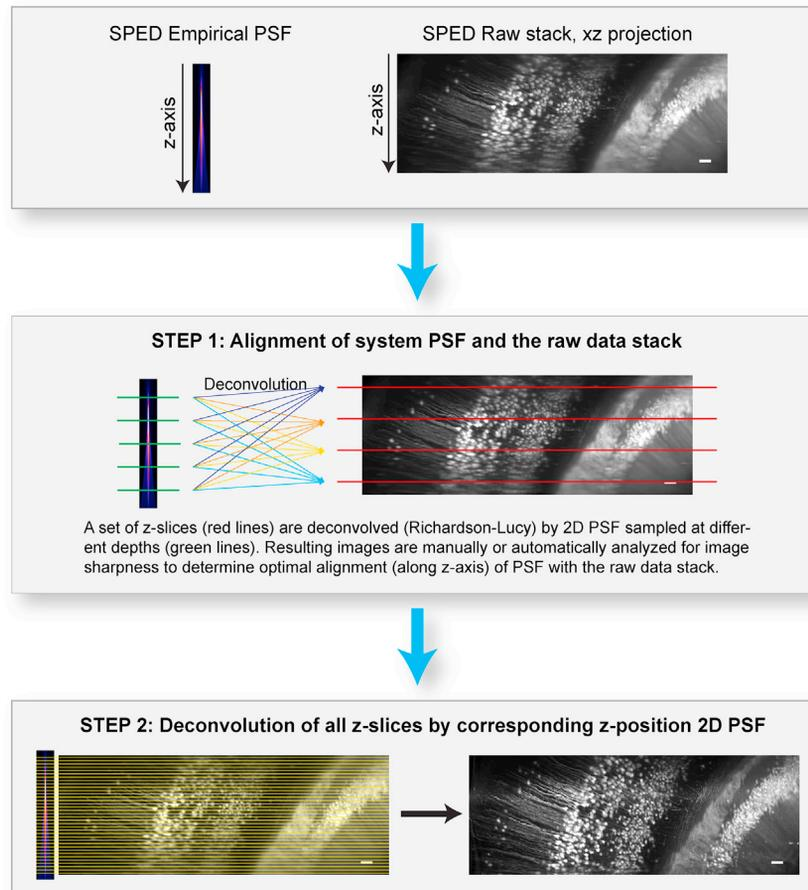 SPED Empirical PSF
SPED Raw stack, xz projection
z-axis
z-axis
STEP 1: Alignment of system PSF and the raw data stack
Deconvolution
A set of z-slices (red lines) are deconvolved (Richardson-Lucy) by 2D PSF sampled at differ-
ent depths (green lines). Resulting images are manually or automatically analyzed for image
sharpness to determine optimal alignment (along z-axis) of PSF with the raw data stack.
STEP 2: Deconvolution of all z-slices by corresponding z-position 2D PSF